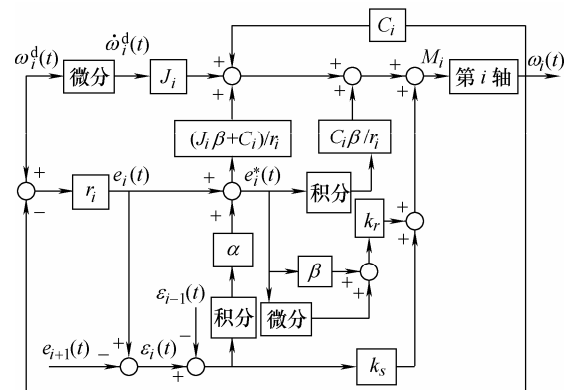 C_i
ω_i^d(t)
微分
ω̇_i^d(t)
J_i
+
+
+
+
+
+
+
M_i
第 i 轴
ω_i(t)
(J_i β+C_i)/r_i
C_i β/r_i
+
−
r_i
e_i(t)
+
+
e_i^*(t)
积分
k_r
+
+
α
β
+
+
ε_{i−1}(t)
积分
微分
e_{i+1}(t)
−
+
ε_i(t)
−
+
k_s